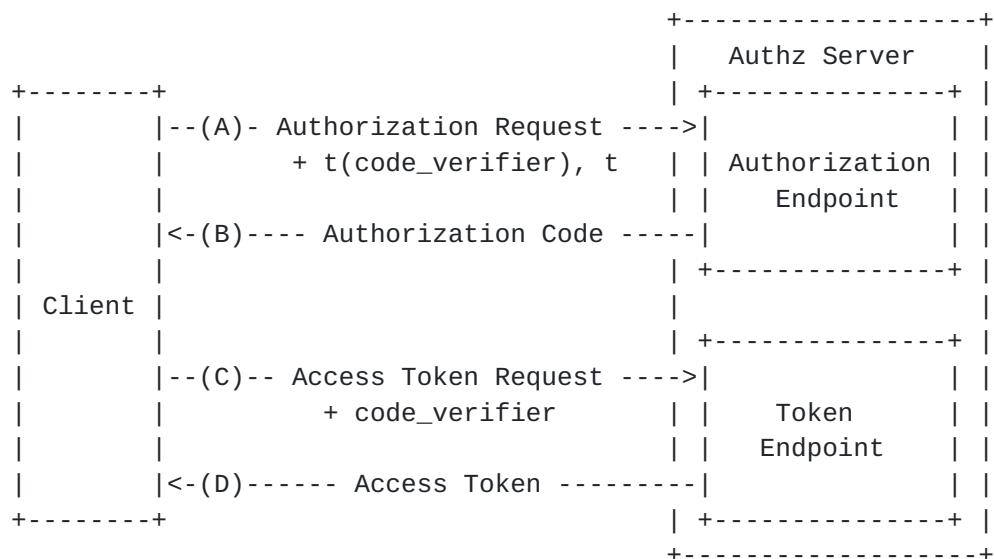 +-------------------+
                                                 |   Authz Server    |
       +--------+                                | +---------------+ |
       |        |--(A)- Authorization Request ---->|               | |
       |        |       + t(code_verifier), t    | | Authorization | |
       |        |                                | |    Endpoint   | |
       |        |<-(B)---- Authorization Code -----|               | |
       |        |                                | +---------------+ |
       | Client |                                |                   |
       |        |                                | +---------------+ |
       |        |--(C)-- Access Token Request ---->|               | |
       |        |          + code_verifier       | |    Token      | |
       |        |                                | |   Endpoint    | |
       |        |<-(D)------ Access Token ---------|               | |
       +--------+                                | +---------------+ |
                                                 +-------------------+